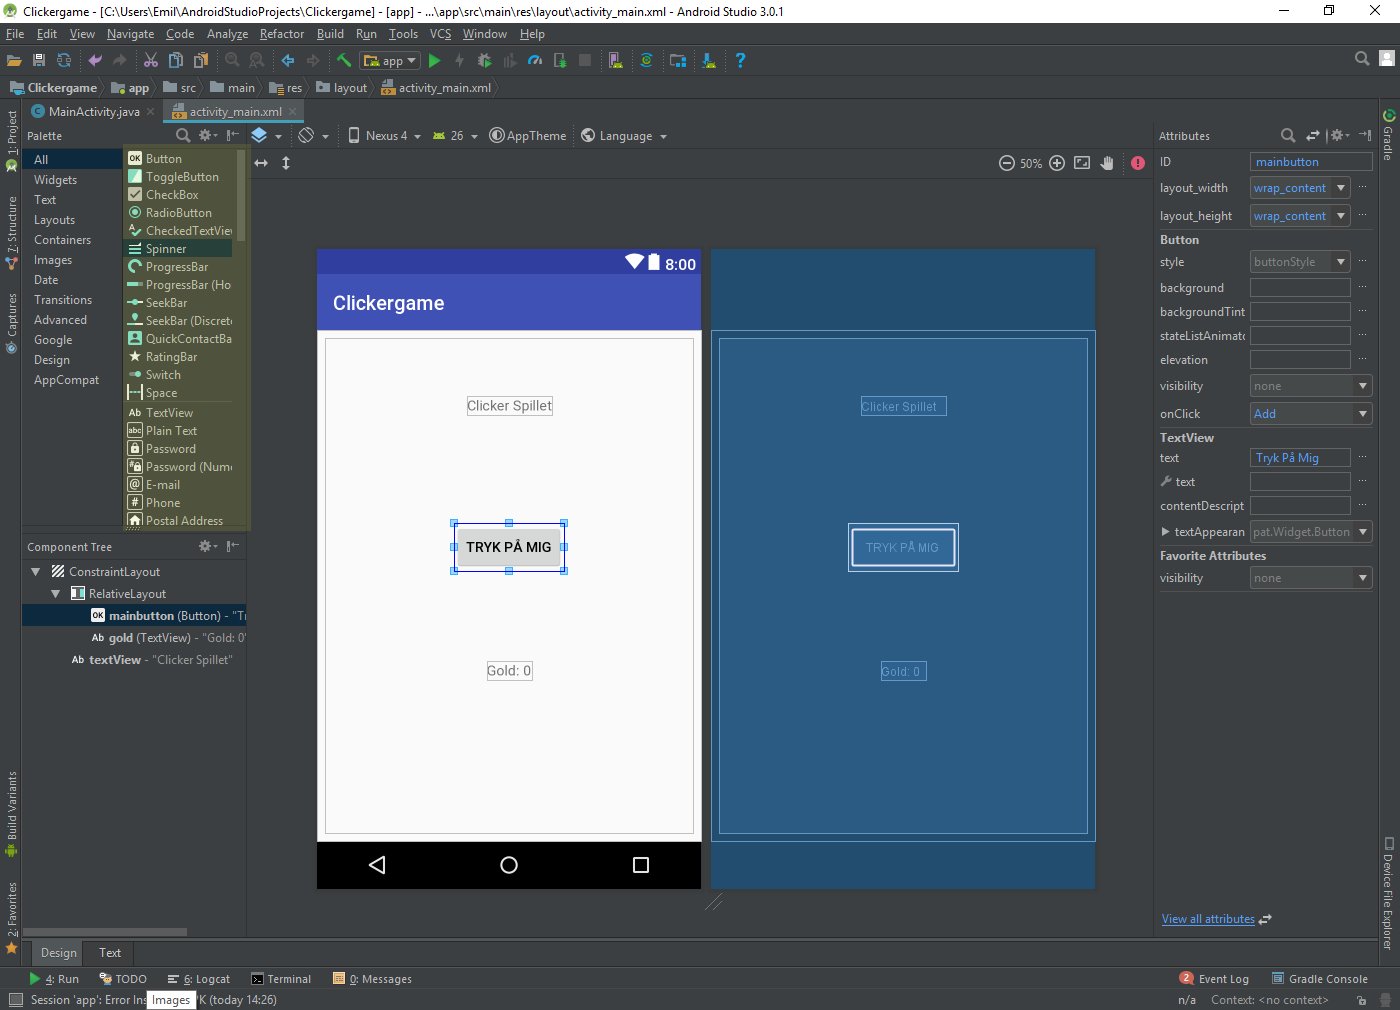 Clickergame - [C:\Users\Emil\AndroidStudioProjects\Clickergame] - [app] - ...\app\src\main\res\layout\activity_main.xml - Android Studio 3.0.1
File Edit View Navigate Code Analyze Refactor Build Run Tools VCS Window Help
app
Clickergame app src main res layout activity_main.xml
MainActivity.java activity_main.xml
1: Project
7: Structure
Captures
Build Variants
2: Favorites
Palette
All
Widgets
Text
Layouts
Containers
Images
Date
Transitions
Advanced
Google
Design
AppCompat
OK Button
ToggleButton
CheckBox
RadioButton
CheckedTextVie
Spinner
ProgressBar
ProgressBar (Ho
SeekBar
SeekBar (Discrete
QuickContactBa
RatingBar
Switch
Space
Ab TextView
abc Plain Text
Password
Password (Nume
@ E-mail
# Phone
Postal Address
Component Tree
ConstraintLayout
RelativeLayout
OK mainbutton (Button) - "Tr
Ab gold (TextView) - "Gold: 0"
Ab textView - "Clicker Spillet"
Nexus 4 26 AppTheme Language
50%
8:00
Clickergame
Clicker Spillet
TRYK PÅ MIG
Gold: 0
Clicker Spillet
TRYK PÅ MIG
Gold: 0
Attributes
ID mainbutton
layout_width wrap_content
layout_height wrap_content
Button
style buttonStyle
background
backgroundTint
stateListAnimato
elevation
visibility none
onClick Add
TextView
text Tryk På Mig
text
contentDescript
textAppearan pat.Widget.Button
Favorite Attributes
visibility none
View all attributes
Gradle
Device File Explorer
Design Text
4: Run TODO 6: Logcat Terminal 0: Messages
2 Event Log Gradle Console
Session 'app': Error Ins Images 'K (today 14:26)
n/a Context: <no context>